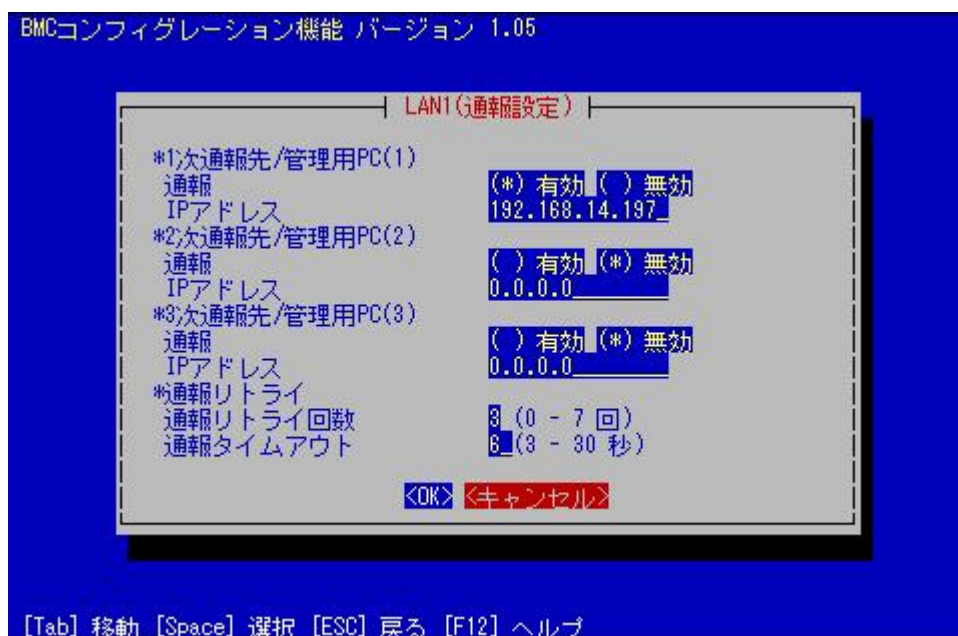 BMCコンフィグレーション機能 バージョン 1.05
LAN1(通報設定)
*1次通報先/管理用PC(1)
通報 (*) 有効 ( ) 無効
IPアドレス 192.168.14.197_
*2次通報先/管理用PC(2)
通報 ( ) 有効 (*) 無効
IPアドレス 0.0.0.0________
*3次通報先/管理用PC(3)
通報 ( ) 有効 (*) 無効
IPアドレス 0.0.0.0________
*通報リトライ
通報リトライ回数 3 (0 - 7 回)
通報タイムアウト 6_(3 - 30 秒)
<OK> <キャンセル>
[Tab] 移動 [Space] 選択 [ESC] 戻る [F12] ヘルプ